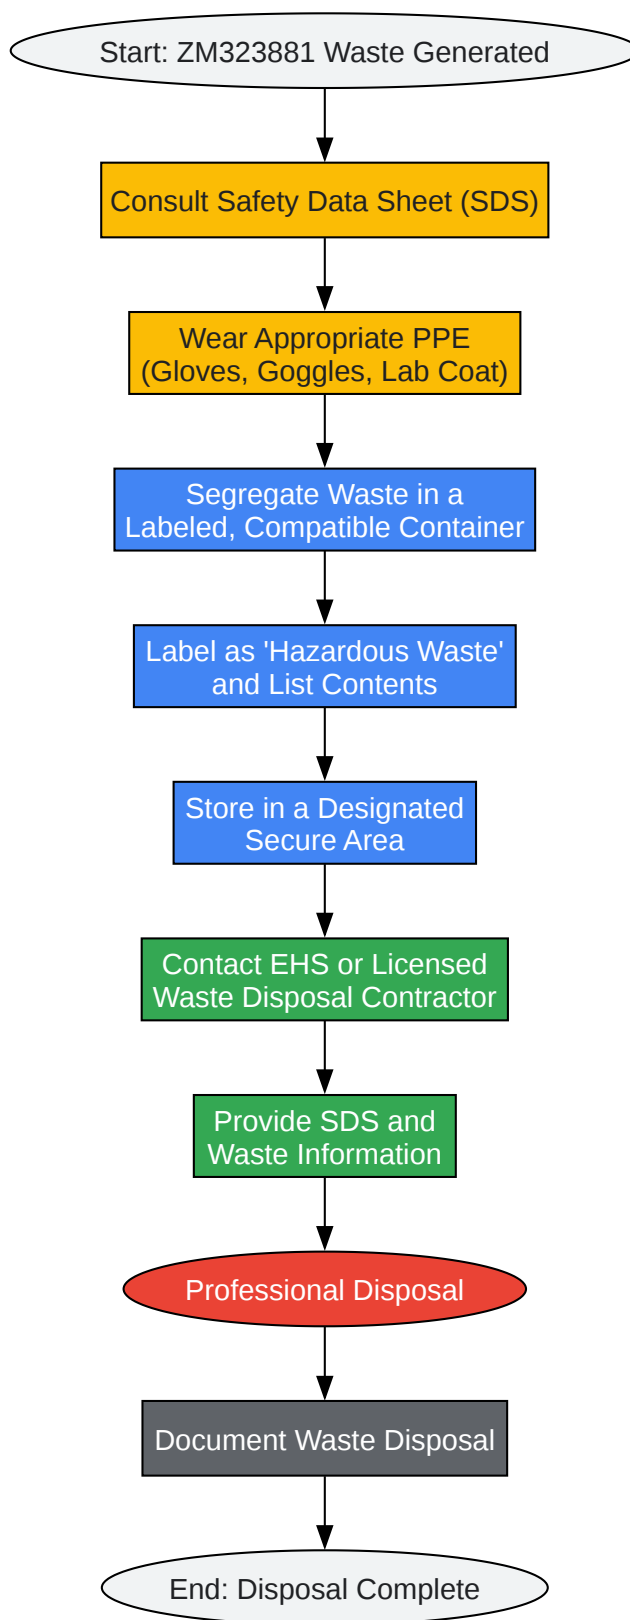 Start: ZM323881 Waste Generated
Consult Safety Data Sheet (SDS)
Wear Appropriate PPE
(Gloves, Goggles, Lab Coat)
Segregate Waste in a
Labeled, Compatible Container
Label as 'Hazardous Waste'
and List Contents
Store in a Designated
Secure Area
Contact EHS or Licensed
Waste Disposal Contractor
Provide SDS and
Waste Information
Professional Disposal
Document Waste Disposal
End: Disposal Complete